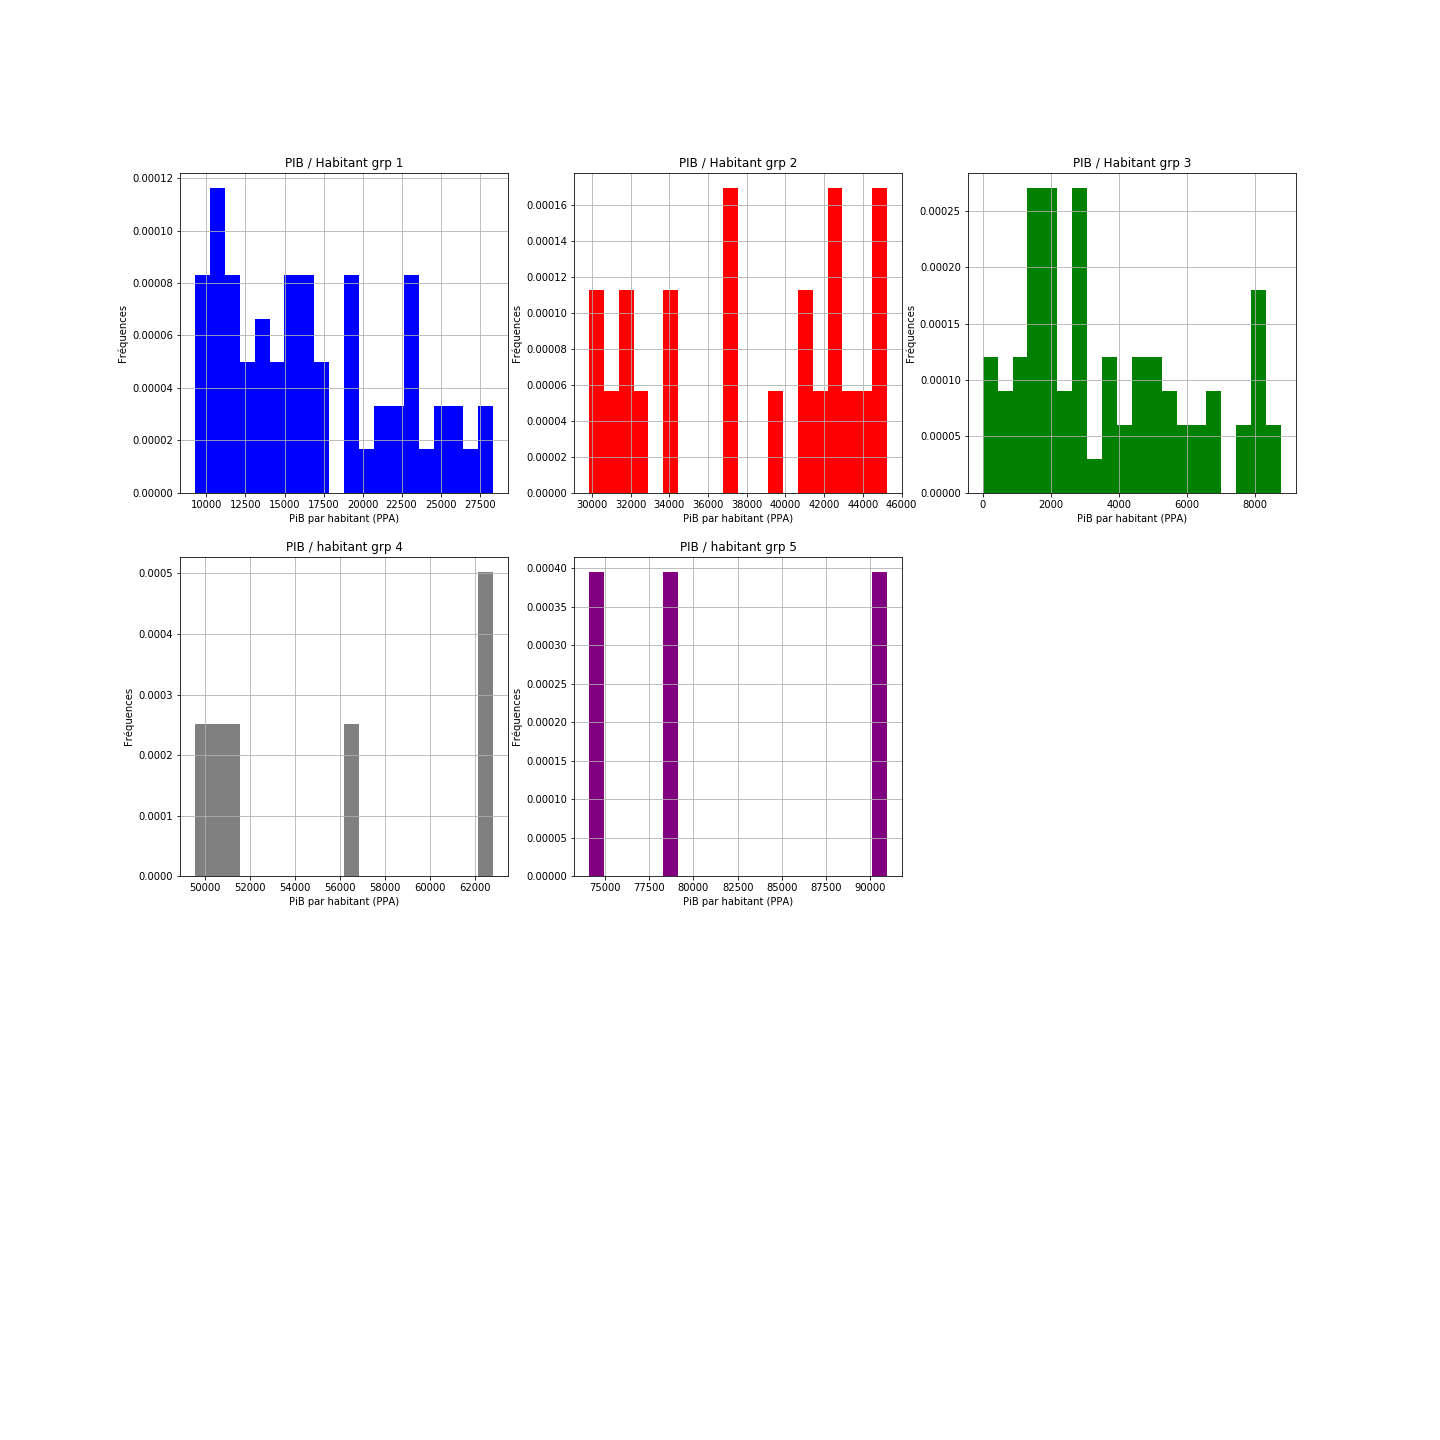 PIB / Habitant grp 1
0.00012
0.00010
0.00008
0.00006
0.00004
0.00002
0.00000
Fréquences
10000 12500 15000 17500 20000 22500 25000 27500
PiB par habitant (PPA)
PIB / Habitant grp 2
0.00016
0.00014
0.00012
0.00010
0.00008
0.00006
0.00004
0.00002
0.00000
Fréquences
30000 32000 34000 36000 38000 40000 42000 44000 46000
PiB par habitant (PPA)
PIB / Habitant grp 3
0.00025
0.00020
0.00015
0.00010
0.00005
0.00000
Fréquences
0 2000 4000 6000 8000
PiB par habitant (PPA)
PIB / habitant grp 4
0.0005
0.0004
0.0003
0.0002
0.0001
0.0000
Fréquences
50000 52000 54000 56000 58000 60000 62000
PiB par habitant (PPA)
PIB / habitant grp 5
0.00040
0.00035
0.00030
0.00025
0.00020
0.00015
0.00010
0.00005
0.00000
Fréquences
75000 77500 80000 82500 85000 87500 90000
PiB par habitant (PPA)